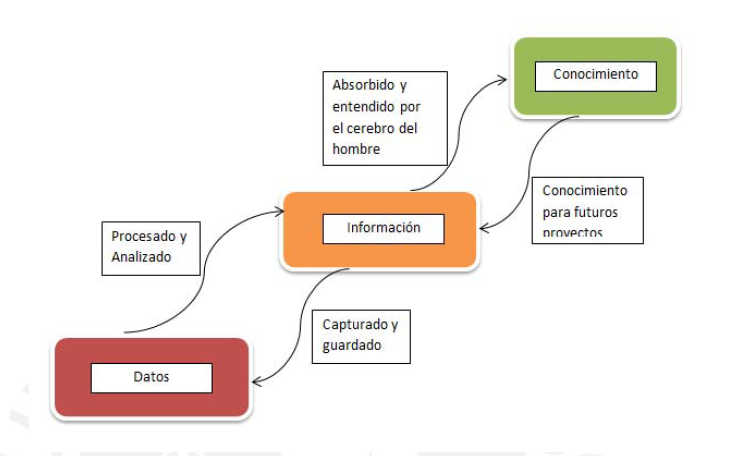 Conocimiento
Absorbido y
entendido por
el cerebro del
hombre
Conocimiento
para futuros
proyectos
Información
Procesado y
Analizado
Capturado y
guardado
Datos